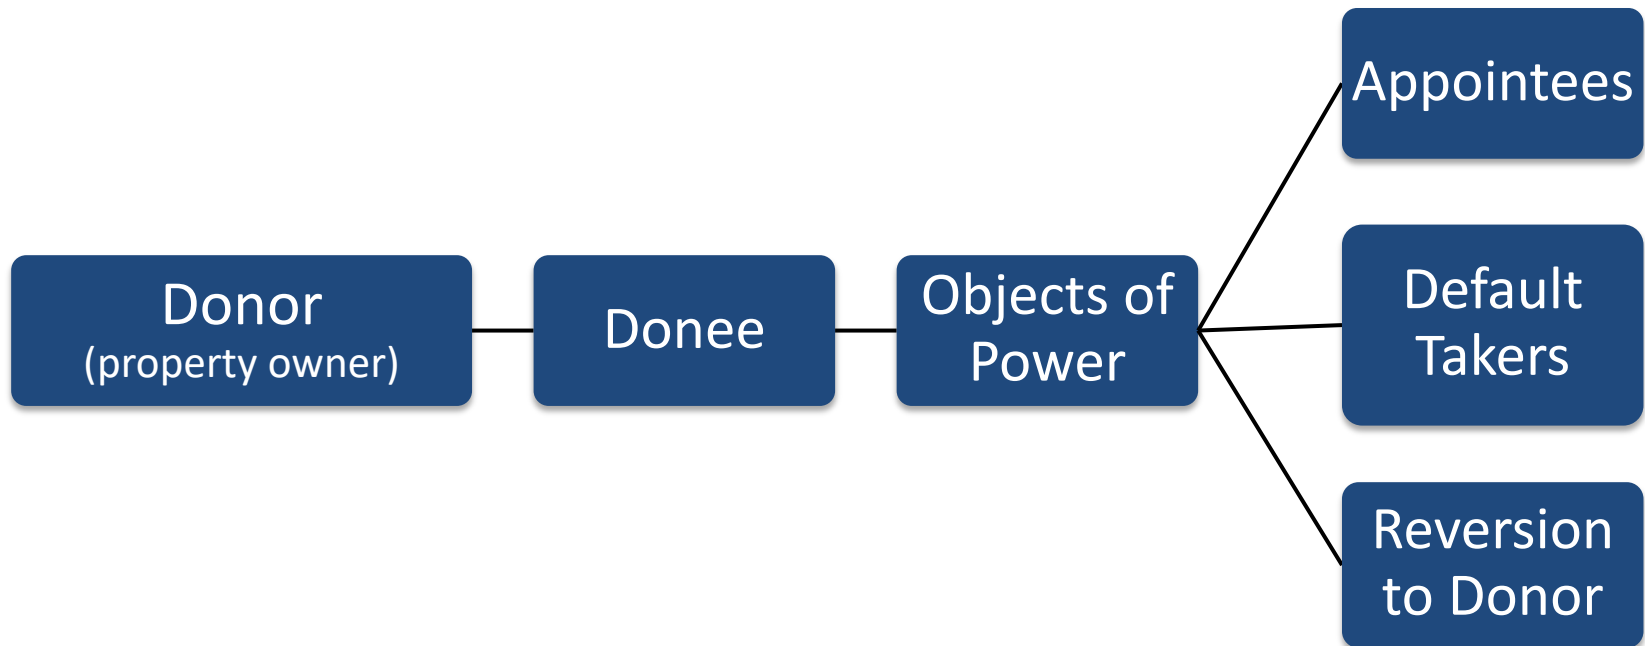 Donor
(property owner)
Donee
Objects of
Power
Appointees
Default
Takers
Reversion
to Donor